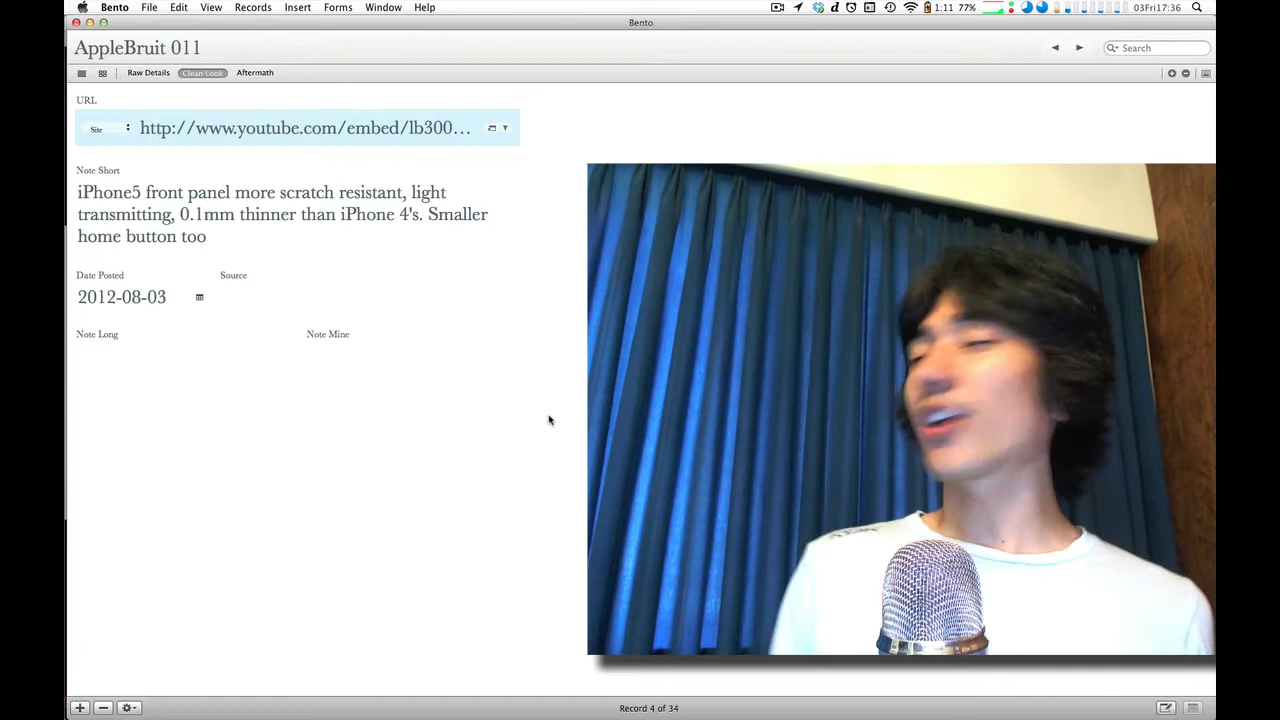 Bento File Edit View Records Insert Forms Window Help
1:11 77% 03Fri17:36
Bento
AppleBruit 011
Search
Raw Details Clean Look Aftermath
URL
Site http://www.youtube.com/embed/lb300…
Note Short
iPhone5 front panel more scratch resistant, light
transmitting, 0.1mm thinner than iPhone 4's. Smaller
home button too
Date Posted Source
2012-08-03
Note Long Note Mine
Record 4 of 34